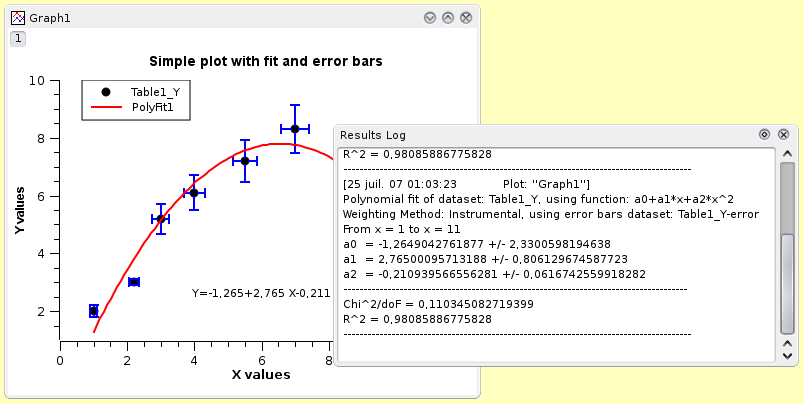 Graph1
1
Simple plot with fit and error bars
Table1_Y
PolyFit1
10
8
6
4
2
Y values
Y=-1,265+2,765 X-0,211
0
2
4
6
8
X values
Results Log
R^2 = 0,98085886775828
[25 juil. 07 01:03:23 Plot: ''Graph1'']
Polynomial fit of dataset: Table1_Y, using function: a0+a1*x+a2*x^2
Weighting Method: Instrumental, using error bars dataset: Table1_Y-error
From x = 1 to x = 11
a0 = -1,2649042761877 +/- 2,3300598194638
a1 = 2,76500095713188 +/- 0,806129674587723
a2 = -0,210939566556281 +/- 0,0616742559918282
Chi^2/doF = 0,110345082719399
R^2 = 0,98085886775828